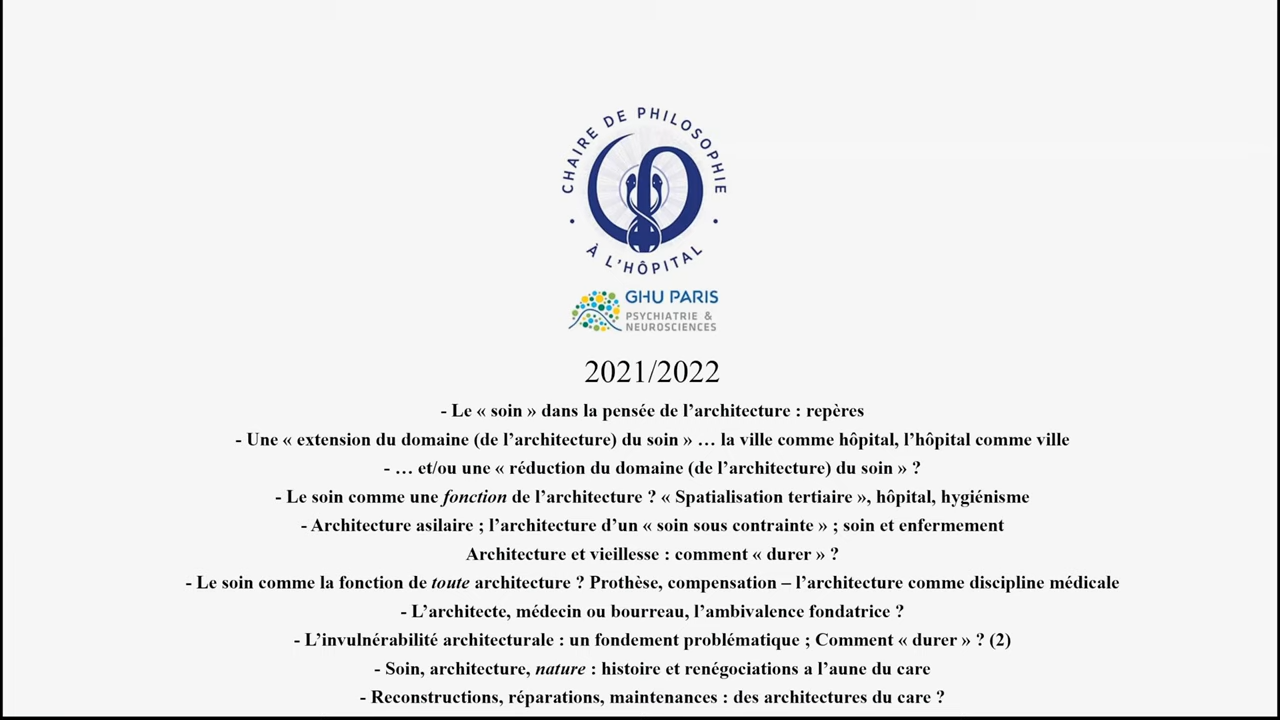 CHAIRE DE PHILOSOPHIE
À L’HÔPITAL
GHU PARIS
PSYCHIATRIE &
NEUROSCIENCES
2021/2022
- Le « soin » dans la pensée de l’architecture : repères
- Une « extension du domaine (de l’architecture) du soin » … la ville comme hôpital, l’hôpital comme ville
- … et/ou une « réduction du domaine (de l’architecture) du soin » ?
- Le soin comme une fonction de l’architecture ? « Spatialisation tertiaire », hôpital, hygiénisme
- Architecture asilaire ; l’architecture d’un « soin sous contrainte » ; soin et enfermement
Architecture et vieillesse : comment « durer » ?
- Le soin comme la fonction de toute architecture ? Prothèse, compensation – l’architecture comme discipline médicale
- L’architecte, médecin ou bourreau, l’ambivalence fondatrice ?
- L’invulnérabilité architecturale : un fondement problématique ; Comment « durer » ? (2)
- Soin, architecture, nature : histoire et renégociations a l’aune du care
- Reconstructions, réparations, maintenances : des architectures du care ?